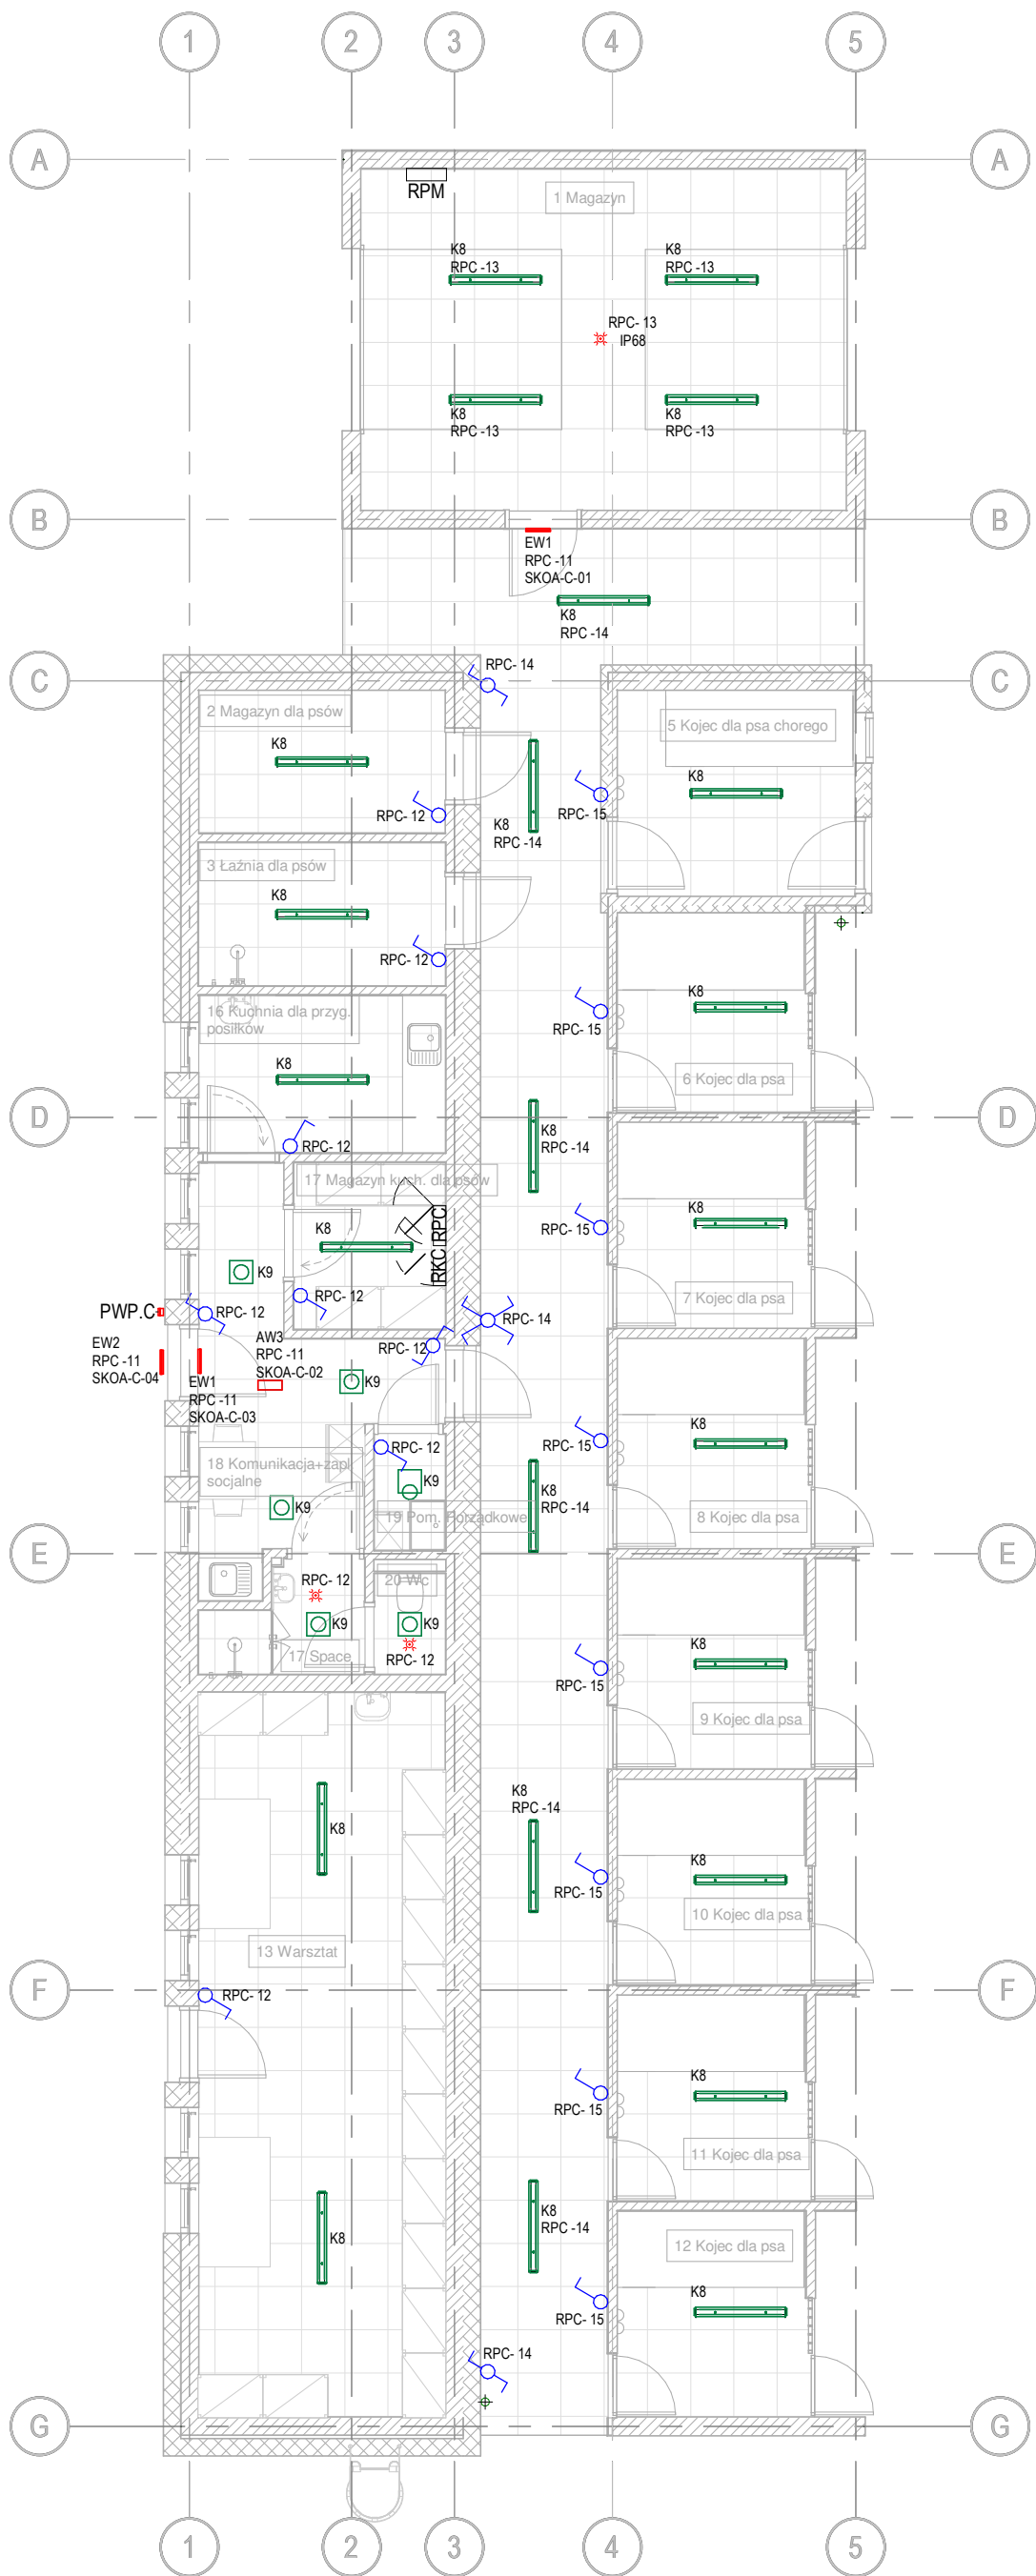 1
2
3
4
5
A
A
RPM
1 Magazyn
K8
RPC -13
K8
RPC -13
RPC- 13
IP68
K8
RPC -13
K8
RPC -13
B
B
EW1
RPC -11
SKOA-C-01
K8
RPC -14
C
RPC- 14
C
2 Magazyn dla psów
5 Kojec dla psa chorego
K8
K8
RPC- 12
RPC- 15
K8
RPC -14
3 Łaźnia dla psów
K8
RPC- 12
K8
16 Kuchnia dla przyg.
posiłków
RPC- 15
K8
6 Kojec dla psa
D
D
RPC- 12
K8
RPC -14
17 Magazyn kuch. dla psów
K8
RPC
RKC
RPC- 15
K8
K9
RPC- 12
7 Kojec dla psa
PWP.C
RPC- 12
RPC- 14
EW2
RPC -11
SKOA-C-04
AW3
RPC -11
SKOA-C-02
RPC- 12
EW1
RPC -11
SKOA-C-03
K9
RPC- 12
RPC- 15
K8
18 Komunikacja+zapl
socjalne
K9
K9
K8
RPC -14
19 Pom. Porządkowe
8 Kojec dla psa
E
E
RPC- 12
20 Wc
K9
K9
17 Space
RPC- 12
RPC- 15
K8
9 Kojec dla psa
K8
K8
RPC -14
RPC- 15
K8
10 Kojec dla psa
13 Warsztat
F
F
RPC- 12
RPC- 15
K8
11 Kojec dla psa
K8
K8
RPC -14
12 Kojec dla psa
RPC- 15
K8
RPC- 14
G
G
1
2
3
4
5